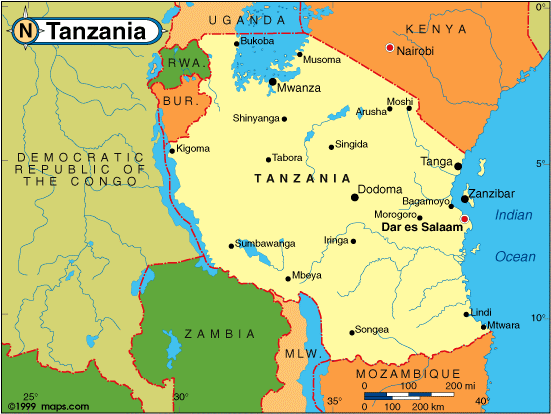 N
Tanzania
UGANDA
KENYA
0°
Bukoba
Musoma
Nairobi
RWA.
Mwanza
BUR.
Moshi
Arusha
Shinyanga
Kigoma
Singida
DEMOCRATIC
REPUBLIC OF
THE CONGO
Tabora
Tanga
5°
TANZANIA
Dodoma
Zanzibar
Bagamoyo
Morogoro
Indian
Dar es Salaam
Sumbawanga
Iringa
Ocean
Mbeya
Lindi
10°
Mtwara
ZAMBIA
Songea
MLW.
MOZAMBIQUE
0 100 200 mi
0 100 200 km
25°
30°
35°
40°
©1999 maps.com